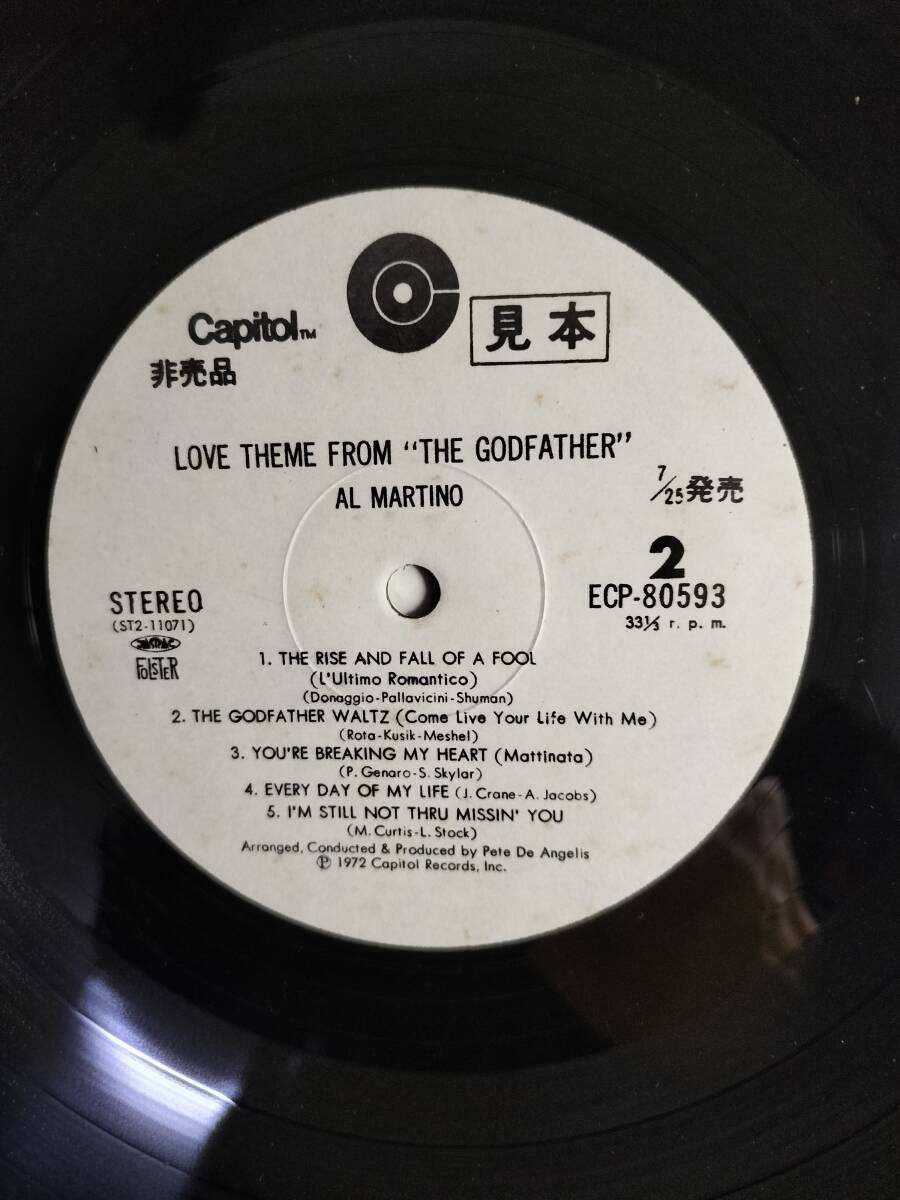 Capitol™
見本
非売品
LOVE THEME FROM "THE GODFATHER"
AL MARTINO
7/25発売
2
STEREO
ECP-80593
(ST2-11071)
33⅓ r. p. m.
JASRAC
FOLSTER
1. THE RISE AND FALL OF A FOOL
(L'Ultimo Romantico)
(Donaggio-Pallavicini-Shuman)
2. THE GODFATHER WALTZ (Come Live Your Life With Me)
(Rota-Kusik-Meshel)
3. YOU'RE BREAKING MY HEART (Mattinata)
(P. Genaro-S. Skylar)
4. EVERY DAY OF MY LIFE (J. Crane-A. Jacobs)
5. I'M STILL NOT THRU MISSIN' YOU
(M. Curtis-L. Stock)
Arranged, Conducted & Produced by Pete De Angelis
℗ 1972 Capitol Records, Inc.